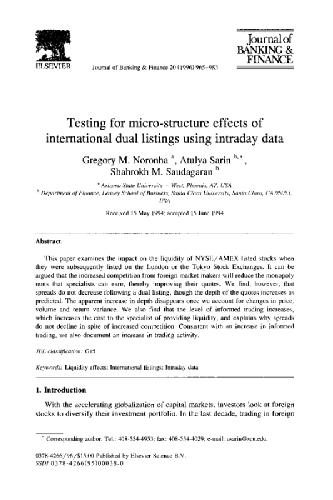 Journal of
BANKING &
FINANCE
ELSEVIER
Journal of Banking & Finance 20 (1996) 965–983
Testing for micro-structure effects of
international dual listings using intraday data
Gregory M. Noronha a, Atulya Sarin b,*,
Shahrokh M. Saudagaran b
a Arizona State University – West, Phoenix, AZ, USA
b Department of Finance, Leavey School of Business, Santa Clara University, Santa Clara, CA 95053,
USA
Received 15 May 1994; accepted 15 June 1994
Abstract
This paper examines the impact on the liquidity of NYSE/AMEX listed stocks when
they were subsequently listed on the London or the Tokyo Stock Exchanges. It can be
argued that the increased competition from foreign market makers will reduce the monopoly
rents that specialists can earn, thereby improving their quotes. We find, however, that
spreads do not decrease following a dual listing, though the depth of the quotes increases as
predicted. The apparent increase in depth disappears once we account for changes in price,
volume and return variance. We also find that the level of informed trading increases,
which increases the cost to the specialist of providing liquidity, and explains why spreads
do not decline in spite of increased competition. Consistent with an increase in informed
trading, we also document an increase in trading activity.
JEL classification:
Keywords: Liquidity effects; International listings; Intraday data
1. Introduction
With the accelerating globalization of capital markets, investors look at foreign
stocks to diversify their investment portfolio. In the last decade, trading in foreign
* Corresponding author. Tel.: 408-554-4953; fax: 408-554-4029; e-mail:
0378-4266/96/$15.00 Published by Elsevier Science B.V.
SSDI 0378-4266(95)00038-0